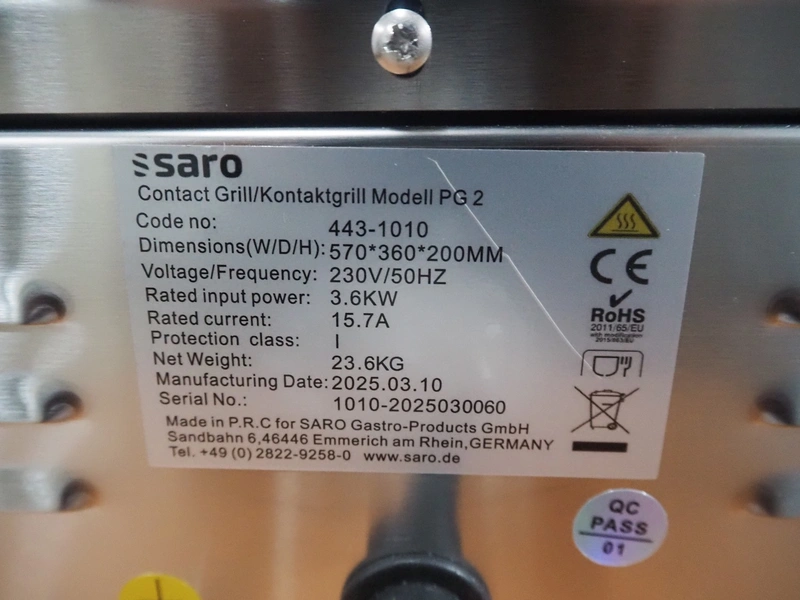 saro
Contact Grill/Kontaktgrill Modell PG 2
Code no: 443-1010
Dimensions(W/D/H): 570*360*200MM
Voltage/Frequency: 230V/50HZ
Rated input power: 3.6KW
Rated current: 15.7A
Protection class: I
Net Weight: 23.6KG
Manufacturing Date: 2025.03.10
Serial No.: 1010-2025030060
Made in P.R.C for SARO Gastro-Products GmbH
Sandbahn 6,46446 Emmerich am Rhein,GERMANY
Tel. +49 (0) 2822-9258-0 www.saro.de
CE
RoHS
2011/65/EU
with modification
QC
PASS
01